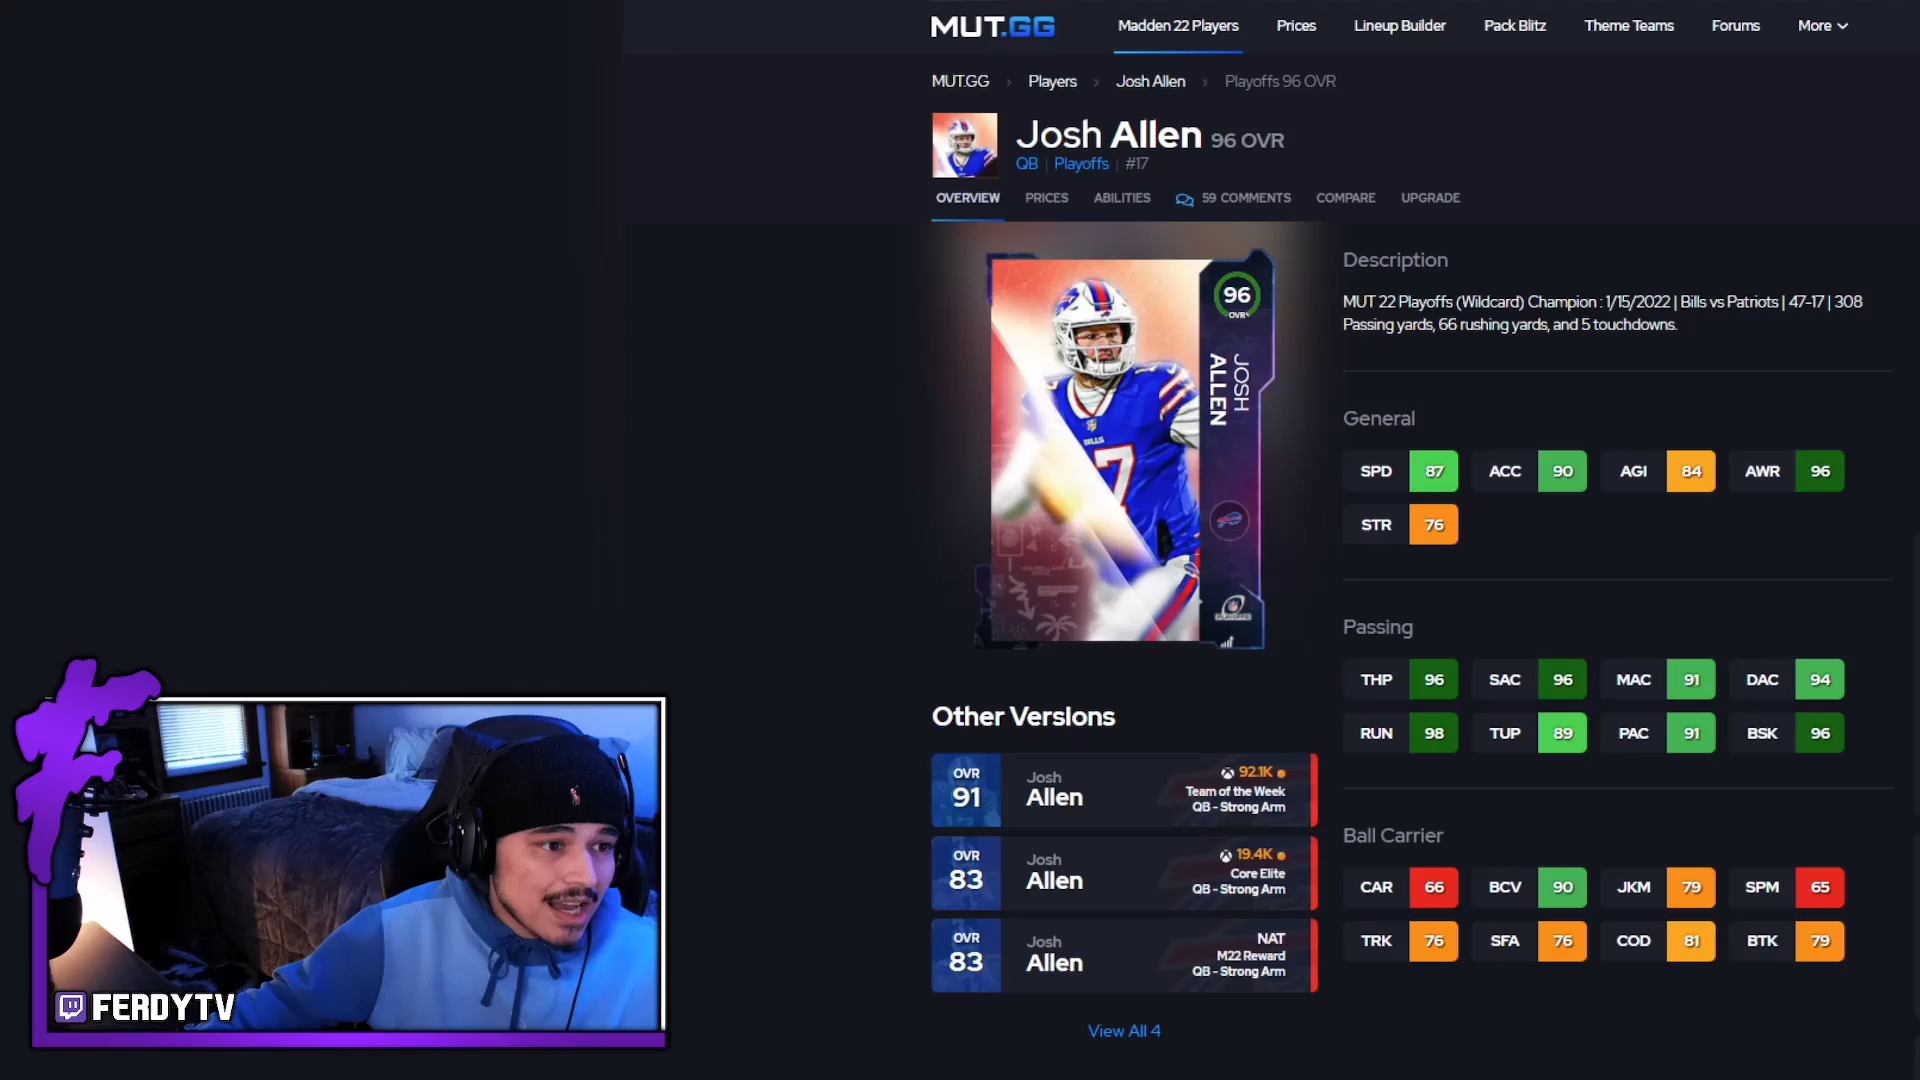 MUT.GG
Madden 22 Players
Prices
Lineup Builder
Pack Blitz
Theme Teams
Forums
More
MUT.GG
Players
Josh Allen
Playoffs 96 OVR
Josh Allen 96 OVR
QB | Playoffs | #17
OVERVIEW
PRICES
ABILITIES
59 COMMENTS
COMPARE
UPGRADE
96
OVR
JOSH
ALLEN
BILLS
17
PLAYOFFS
Description
MUT 22 Playoffs (Wildcard) Champion : 1/15/2022 | Bills vs Patriots | 47-17 | 308
Passing yards, 66 rushing yards, and 5 touchdowns.
General
SPD 87 ACC 90 AGI 84 AWR 96
STR 76
Passing
THP 96 SAC 96 MAC 91 DAC 94
RUN 98 TUP 89 PAC 91 BSK 96
Ball Carrier
CAR 66 BCV 90 JKM 79 SPM 65
TRK 76 SFA 76 COD 81 BTK 79
Other Versions
OVR
91
Josh
Allen
92.1K
Team of the Week
QB - Strong Arm
OVR
83
Josh
Allen
19.4K
Core Elite
QB - Strong Arm
OVR
83
Josh
Allen
NAT
M22 Reward
QB - Strong Arm
View All 4
F
FERDYTV